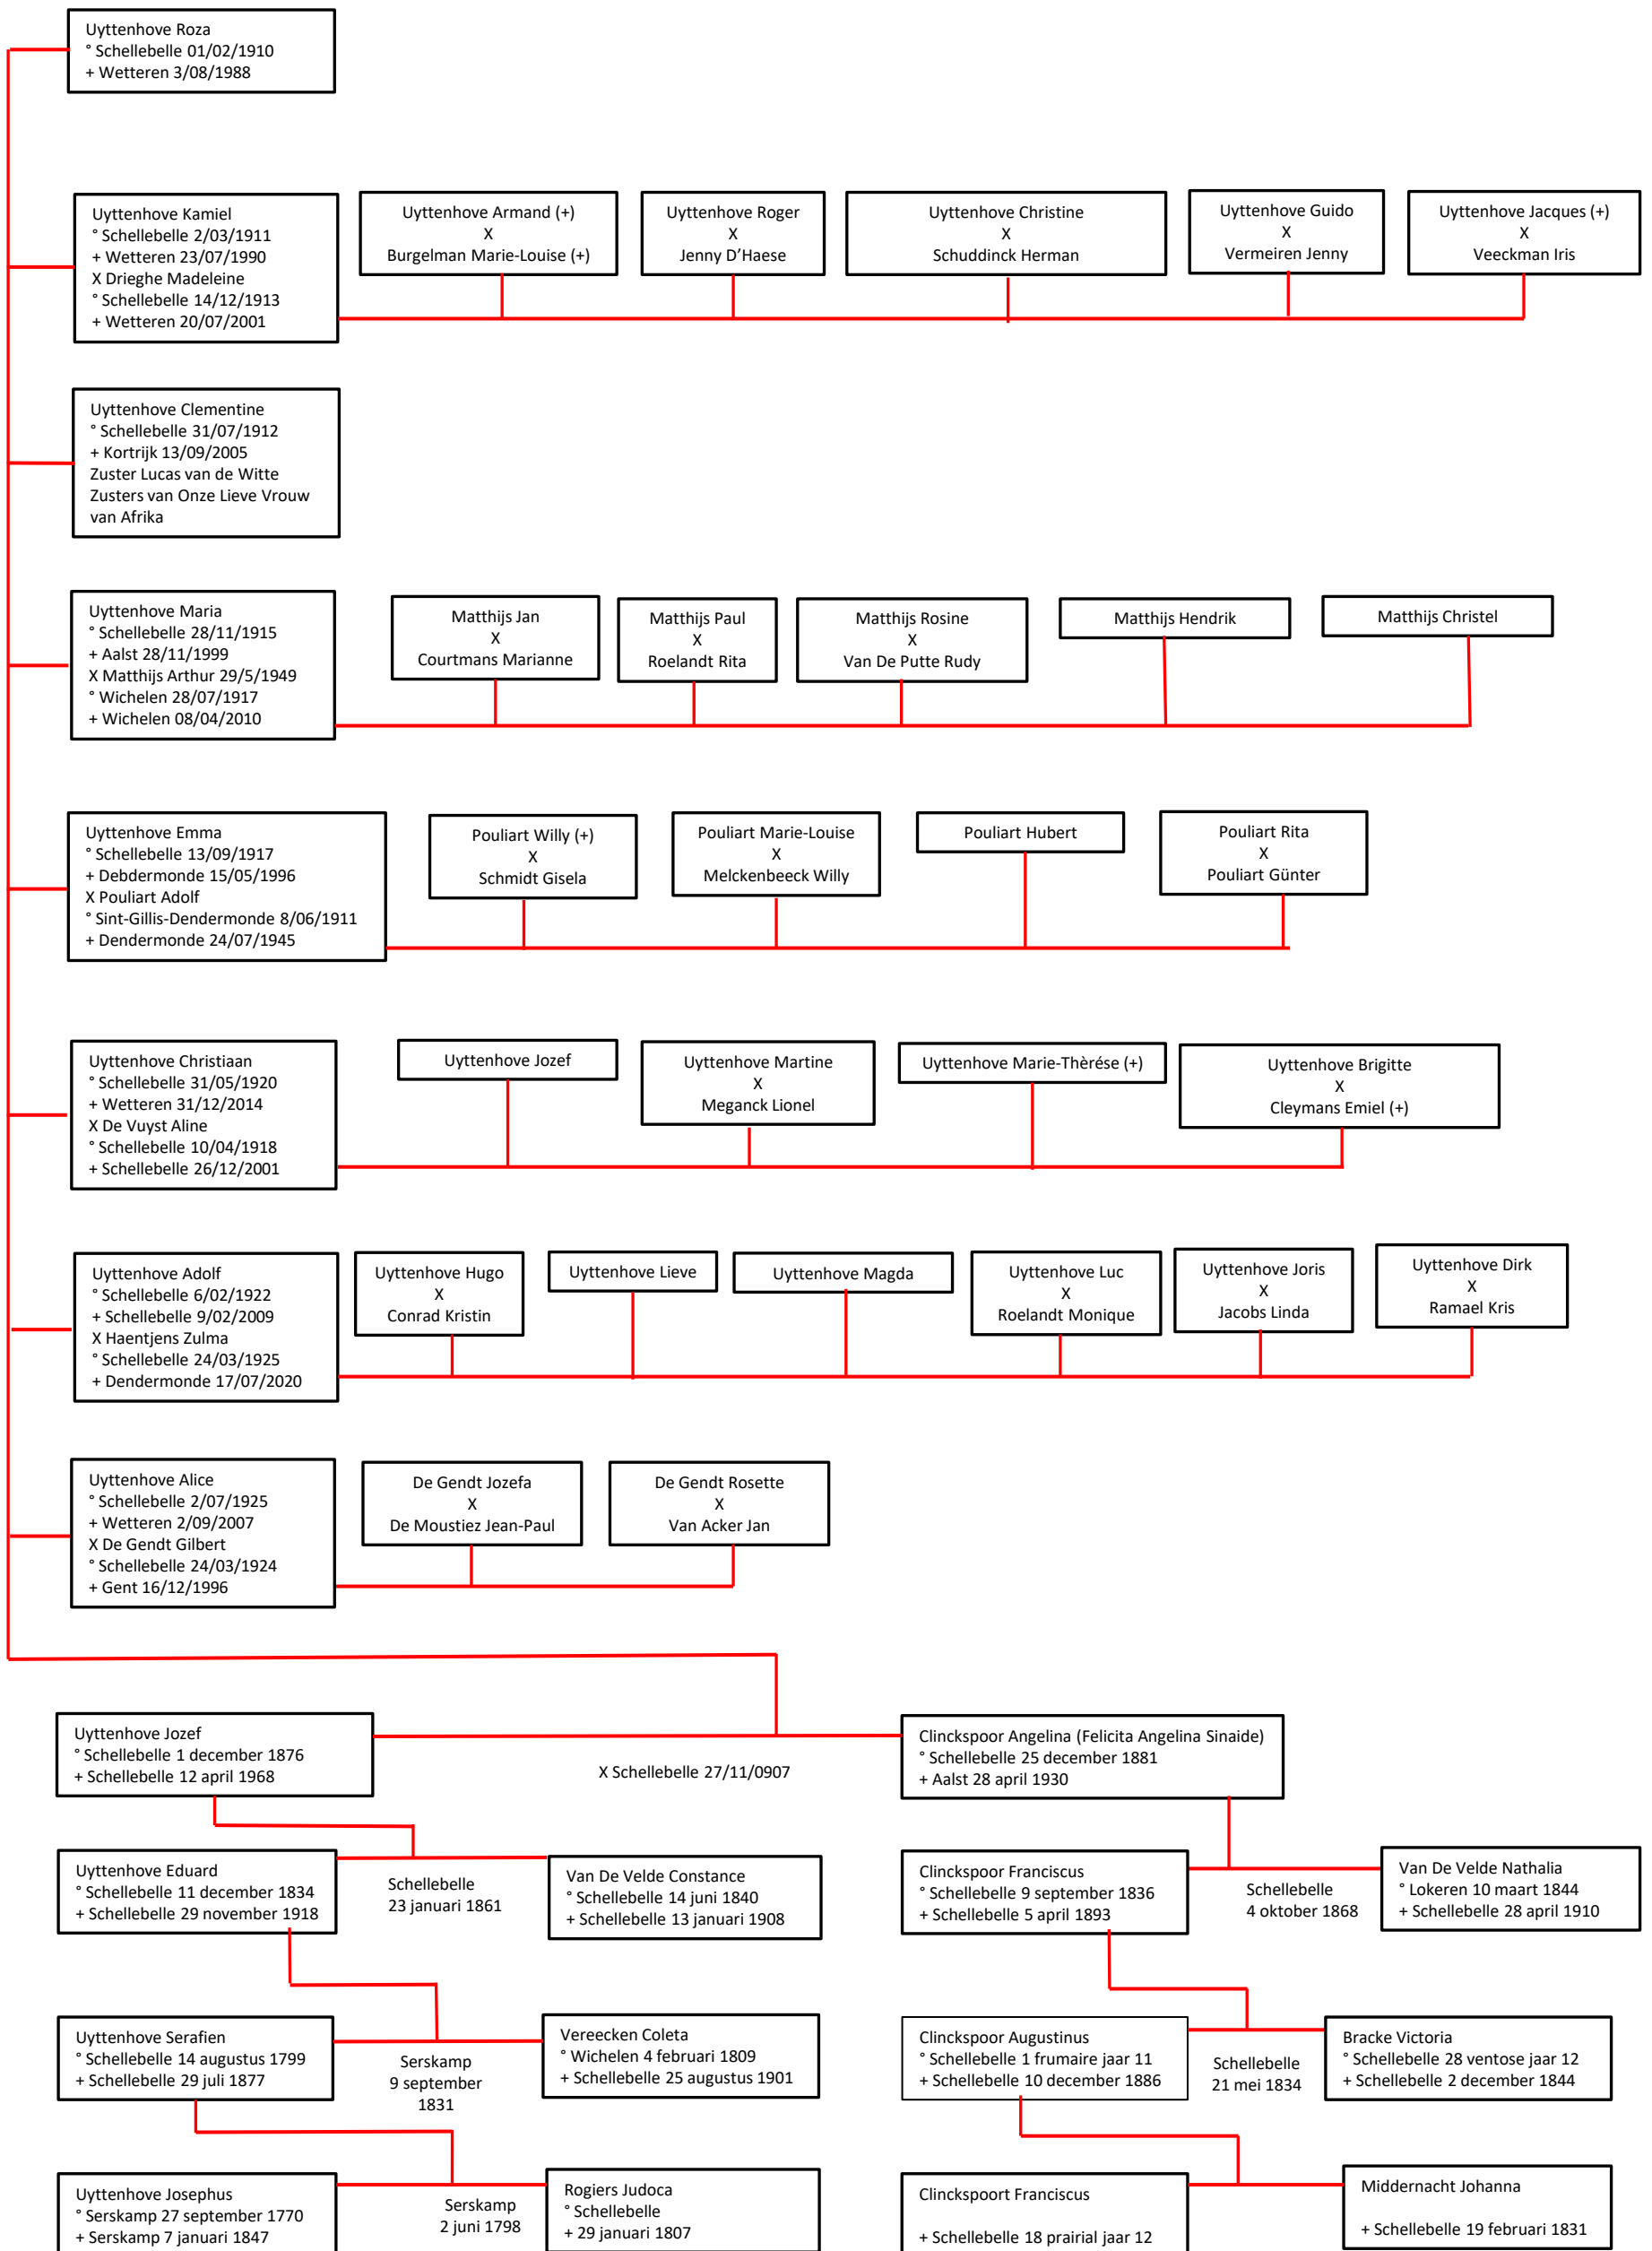 Uyttenhove Roza
° Schellebelle 01/02/1910
+ Wetteren 3/08/1988
Uyttenhove Kamiel
° Schellebelle 2/03/1911
+ Wetteren 23/07/1990
X Drieghe Madeleine
° Schellebelle 14/12/1913
+ Wetteren 20/07/2001
Uyttenhove Armand (+)
X
Burgelman Marie-Louise (+)
Uyttenhove Roger
X
Jenny D’Haese
Uyttenhove Christine
X
Schuddinck Herman
Uyttenhove Guido
X
Vermeiren Jenny
Uyttenhove Jacques (+)
X
Veeckman Iris
Uyttenhove Clementine
° Schellebelle 31/07/1912
+ Kortrijk 13/09/2005
Zuster Lucas van de Witte
Zusters van Onze Lieve Vrouw
van Afrika
Uyttenhove Maria
° Schellebelle 28/11/1915
+ Aalst 28/11/1999
X Matthijs Arthur 29/5/1949
° Wichelen 28/07/1917
+ Wichelen 08/04/2010
Matthijs Jan
X
Courtmans Marianne
Matthijs Paul
X
Roelandt Rita
Matthijs Rosine
X
Van De Putte Rudy
Matthijs Hendrik
Matthijs Christel
Uyttenhove Emma
° Schellebelle 13/09/1917
+ Debdermonde 15/05/1996
X Pouliart Adolf
° Sint-Gillis-Dendermonde 8/06/1911
+ Dendermonde 24/07/1945
Pouliart Willy (+)
X
Schmidt Gisela
Pouliart Marie-Louise
X
Melckenbeeck Willy
Pouliart Hubert
Pouliart Rita
X
Pouliart Günter
Uyttenhove Christiaan
° Schellebelle 31/05/1920
+ Wetteren 31/12/2014
X De Vuyst Aline
° Schellebelle 10/04/1918
+ Schellebelle 26/12/2001
Uyttenhove Jozef
Uyttenhove Martine
X
Meganck Lionel
Uyttenhove Marie-Thèrése (+)
Uyttenhove Brigitte
X
Cleymans Emiel (+)
Uyttenhove Adolf
° Schellebelle 6/02/1922
+ Schellebelle 9/02/2009
X Haentjens Zulma
° Schellebelle 24/03/1925
+ Dendermonde 17/07/2020
Uyttenhove Hugo
X
Conrad Kristin
Uyttenhove Lieve
Uyttenhove Magda
Uyttenhove Luc
X
Roelandt Monique
Uyttenhove Joris
X
Jacobs Linda
Uyttenhove Dirk
X
Ramael Kris
Uyttenhove Alice
° Schellebelle 2/07/1925
+ Wetteren 2/09/2007
X De Gendt Gilbert
° Schellebelle 24/03/1924
+ Gent 16/12/1996
De Gendt Jozefa
X
De Moustiez Jean-Paul
De Gendt Rosette
X
Van Acker Jan
Uyttenhove Jozef
° Schellebelle 1 december 1876
+ Schellebelle 12 april 1968
X Schellebelle 27/11/0907
Clinckspoor Angelina (Felicita Angelina Sinaide)
° Schellebelle 25 december 1881
+ Aalst 28 april 1930
Uyttenhove Eduard
° Schellebelle 11 december 1834
+ Schellebelle 29 november 1918
Schellebelle
23 januari 1861
Van De Velde Constance
° Schellebelle 14 juni 1840
+ Schellebelle 13 januari 1908
Clinckspoor Franciscus
° Schellebelle 9 september 1836
+ Schellebelle 5 april 1893
Schellebelle
4 oktober 1868
Van De Velde Nathalia
° Lokeren 10 maart 1844
+ Schellebelle 28 april 1910
Uyttenhove Serafien
° Schellebelle 14 augustus 1799
+ Schellebelle 29 juli 1877
Serskamp
9 september
1831
Vereecken Coleta
° Wichelen 4 februari 1809
+ Schellebelle 25 augustus 1901
Clinckspoor Augustinus
° Schellebelle 1 frumaire jaar 11
+ Schellebelle 10 december 1886
Schellebelle
21 mei 1834
Bracke Victoria
° Schellebelle 28 ventose jaar 12
+ Schellebelle 2 december 1844
Uyttenhove Josephus
° Serskamp 27 september 1770
+ Serskamp 7 januari 1847
Serskamp
2 juni 1798
Rogiers Judoca
° Schellebelle
+ 29 januari 1807
Clinckspoort Franciscus
+ Schellebelle 18 prairial jaar 12
Middernacht Johanna
+ Schellebelle 19 februari 1831